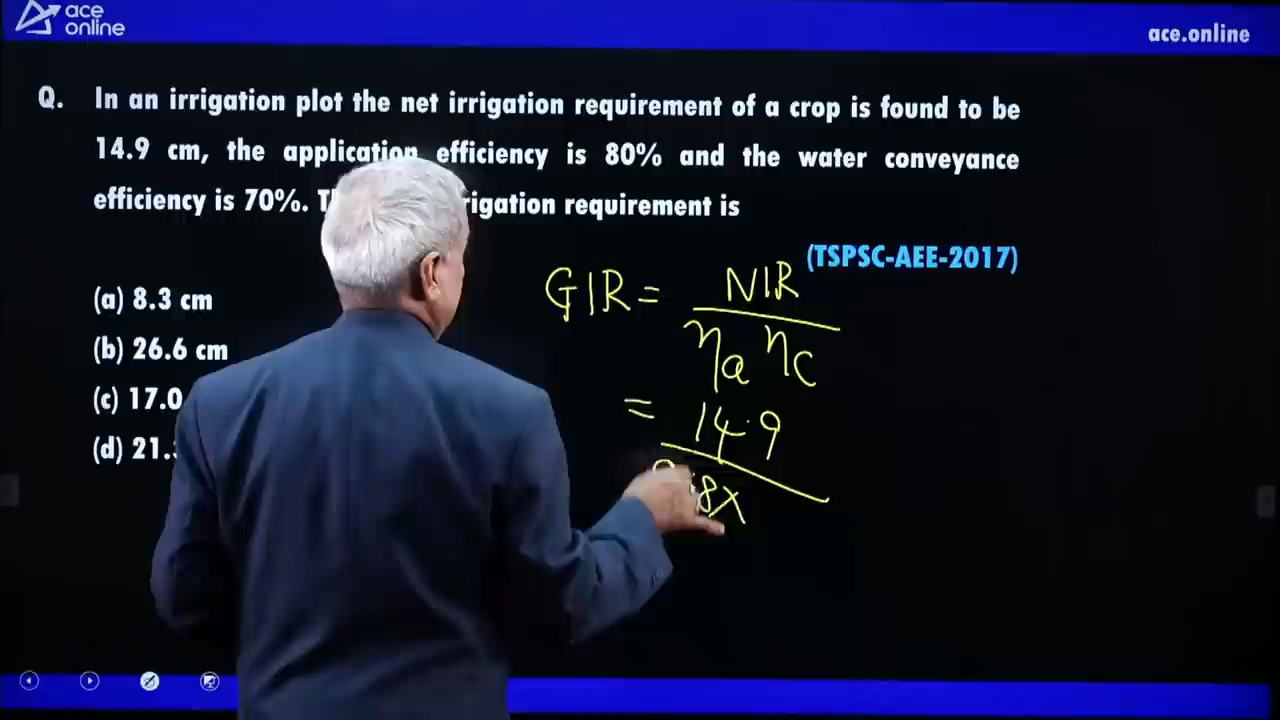 ace
online
ace.online
Q. In an irrigation plot the net irrigation requirement of a crop is found to be
14.9 cm, the application efficiency is 80% and the water conveyance
efficiency is 70%. irrigation requirement is
(TSPSC-AEE-2017)
(a) 8.3 cm
(b) 26.6 cm
(c) 17.0
(d) 21.
GIR = NIR
ηa ηc
= 14.9
0.8x